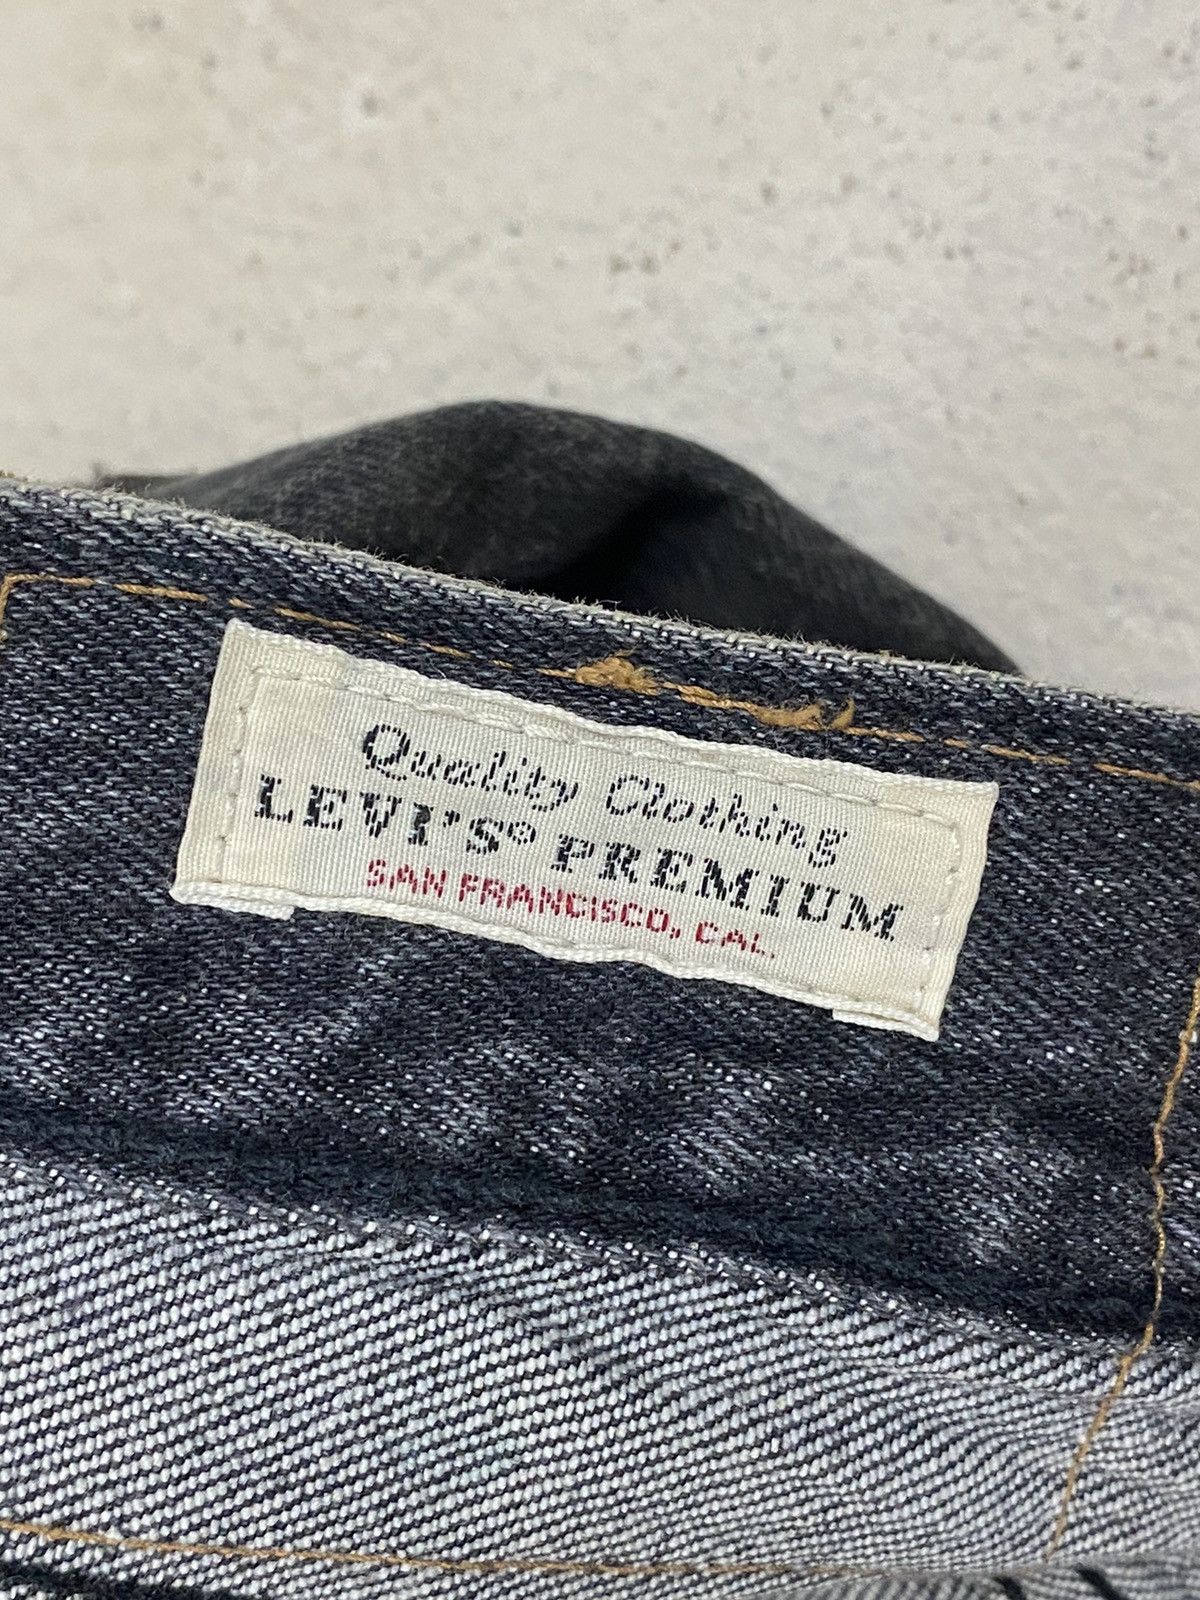 Quality Clothing
LEVI'S® PREMIUM
SAN FRANCISCO, CAL.